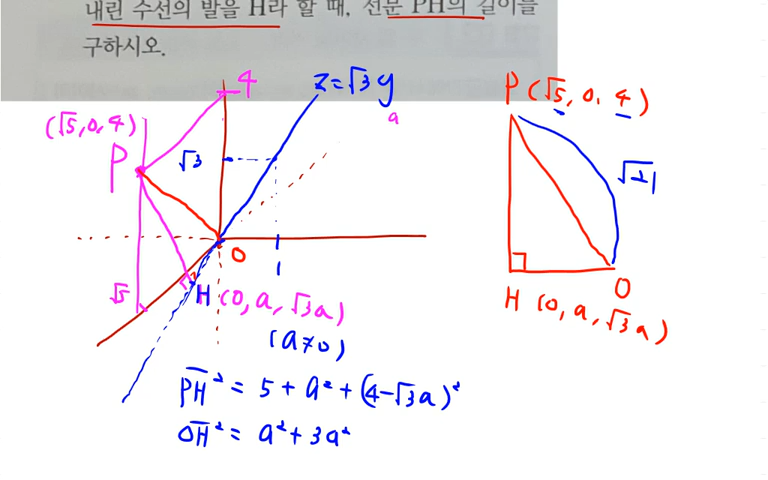 내린 수선의 발을 H라 할 때, 선분 PH의 길이를
구하시오.
4
z=√3 y
a
(√5, 0, 4)
P
√3
O
1
√5
H (0, a, √3a)
(a≠0)
PH² = 5 + a² + (4-√3a)²
OH² = a² + 3a²
P(√5, 0, 4)
√21
O
H (0, a, √3a)